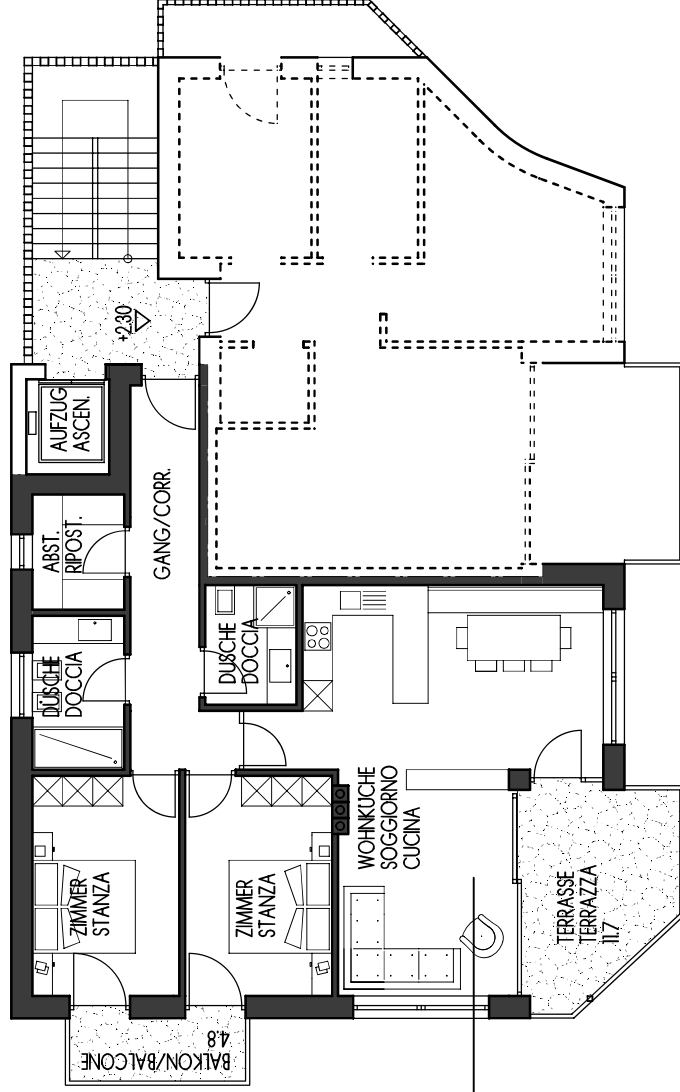 +2.30
AUFZUG
ASCEN.
GANG/CORR.
ABST.
RIPOST.
DUSCHE
DOCCIA
DUSCHE
DOCCIA
WOHNKÜCHE
SOGGIORNO
CUCINA
ZIMMER
STANZA
ZIMMER
STANZA
TERRASSE
TERRAZZA
11.7
BALKON/BALCONE
4.8